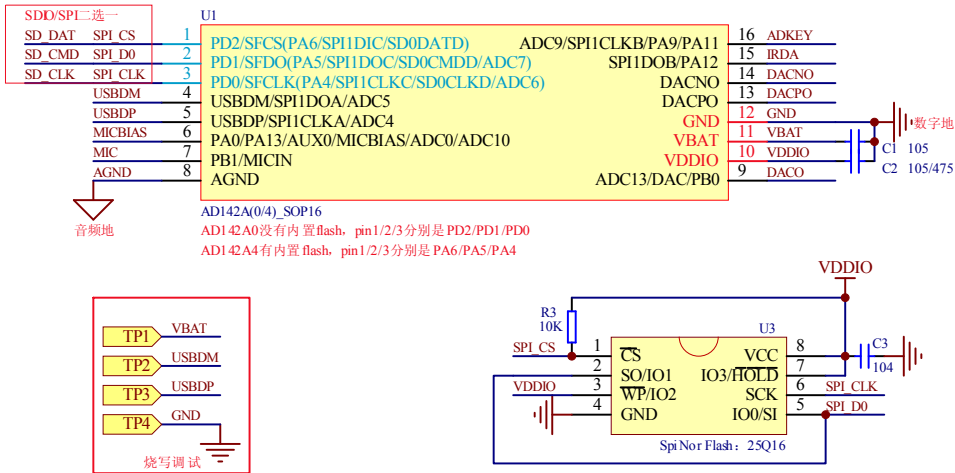 SDIO/SPI二选一
U1
SD_DAT SPI_CS 1 PD2/SFCS(PA6/SPI1DIC/SD0DATD) ADC9/SPI1CLKB/PA9/PA11 16 ADKEY
SD_CMD SPI_D0 2 PD1/SFDO(PA5/SPI1DOC/SD0CMDD/ADC7) SPI1DOB/PA12 15 IRDA
SD_CLK SPI_CLK 3 PD0/SFCLK(PA4/SPI1CLKC/SD0CLKD/ADC6) DACNO 14 DACNO
USBDM 4 USBDM/SPI1DOA/ADC5 DACPO 13 DACPO
USBDP 5 USBDP/SPI1CLKA/ADC4 GND 12 GND 数字地
MICBIAS 6 PA0/PA13/AUX0/MICBIAS/ADC0/ADC10 VBAT 11 VBAT C1 105
MIC 7 PB1/MICIN VDDIO 10 VDDIO C2 105/475
AGND 8 AGND ADC13/DAC/PB0 9 DACO
音频地
AD142A(0/4)_SOP16
AD142A0没有内置flash，pin1/2/3分别是PD2/PD1/PD0
AD142A4有内置flash，pin1/2/3分别是PA6/PA5/PA4
TP1 VBAT
TP2 USBDM
TP3 USBDP
TP4 GND
烧写调试
VDDIO
R3
10K
U3
SPI_CS 1 CS VCC 8 C3
104
2 SO/IO1 IO3/HOLD 7
VDDIO 3 WP/IO2 SCK 6 SPI_CLK
4 GND IO0/SI 5 SPI_D0
Spi Nor Flash：25Q16